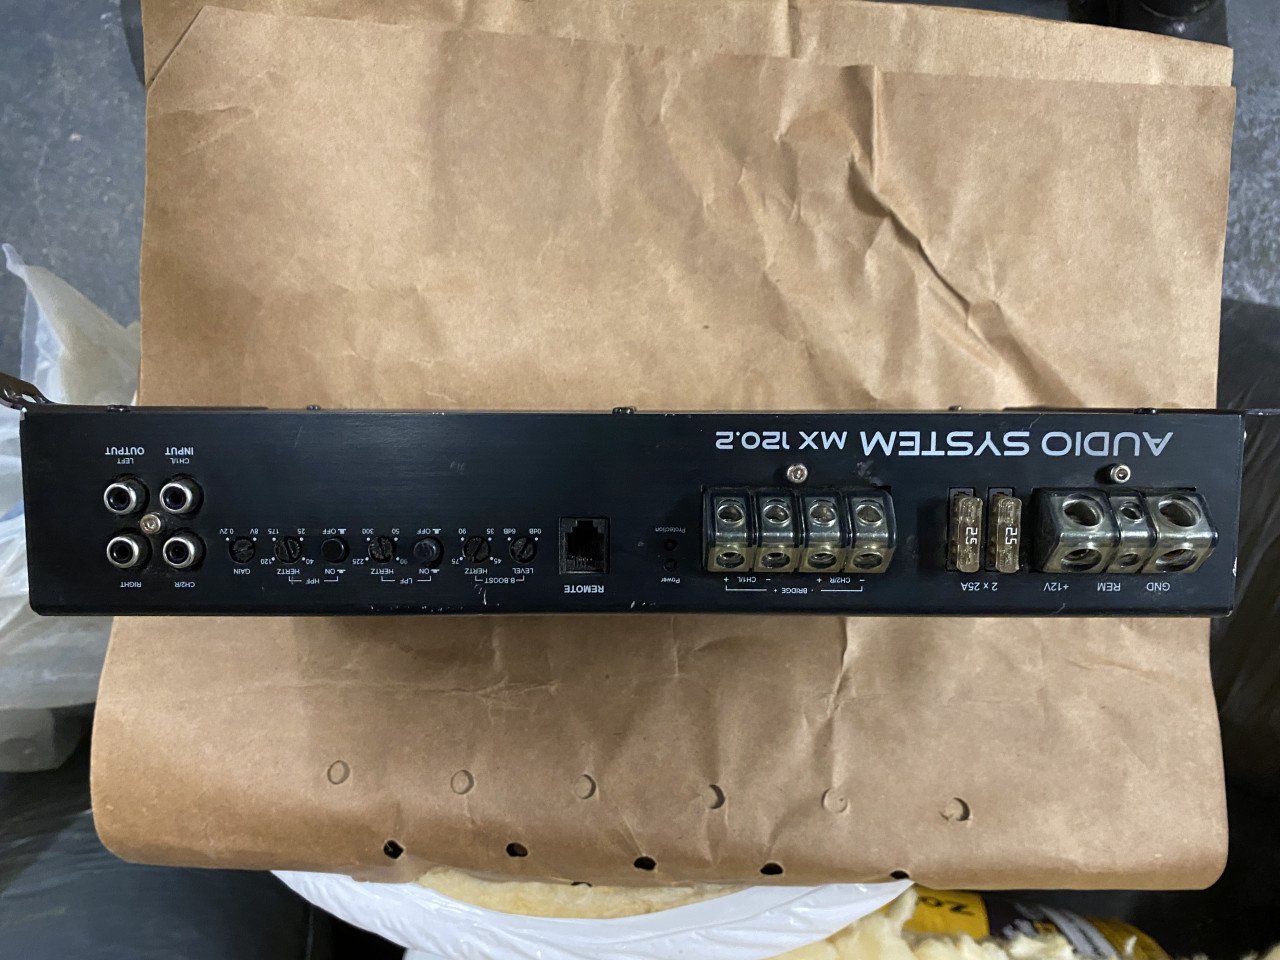 AUDIO SYSTEM MX 120.2
GND
REM
+12V
2 x 25A
25
25
CH2/R
- BRIDGE +
CH1/L
- + - +
Power
Protection
REMOTE
B.BOOST
LEVEL
0dB
6dB
HERTZ
45
75
35
90
LPF
ON
OFF
HERTZ
90
225
50
300
HPF
ON
OFF
HERTZ
40
120
25
175
GAIN
8V
0.2V
CH2/R
RIGHT
CH1/L
LEFT
INPUT
OUTPUT